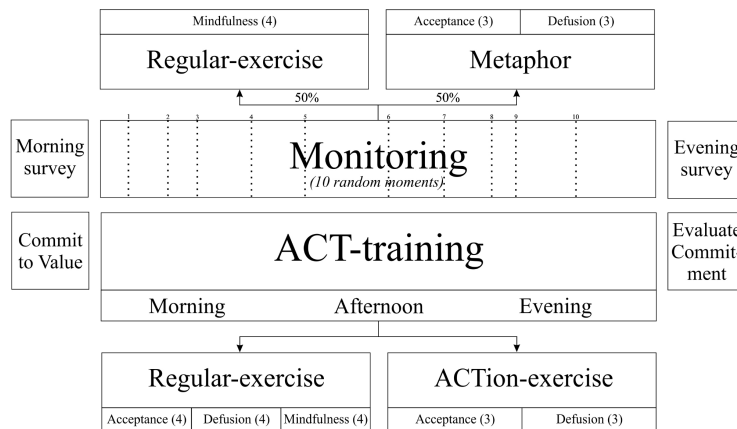 Mindfulness (4)
Acceptance (3)
Defusion (3)
Regular-exercise
Metaphor
50%
50%
1 2 3 4 5 6 7 8 9 10
Morning
survey
Monitoring
(10 random moments)
Evening
survey
Commit
to Value
ACT-training
Evaluate
Commit-
ment
Morning
Afternoon
Evening
Regular-exercise
ACTion-exercise
Acceptance (4)
Defusion (4)
Mindfulness (4)
Acceptance (3)
Defusion (3)